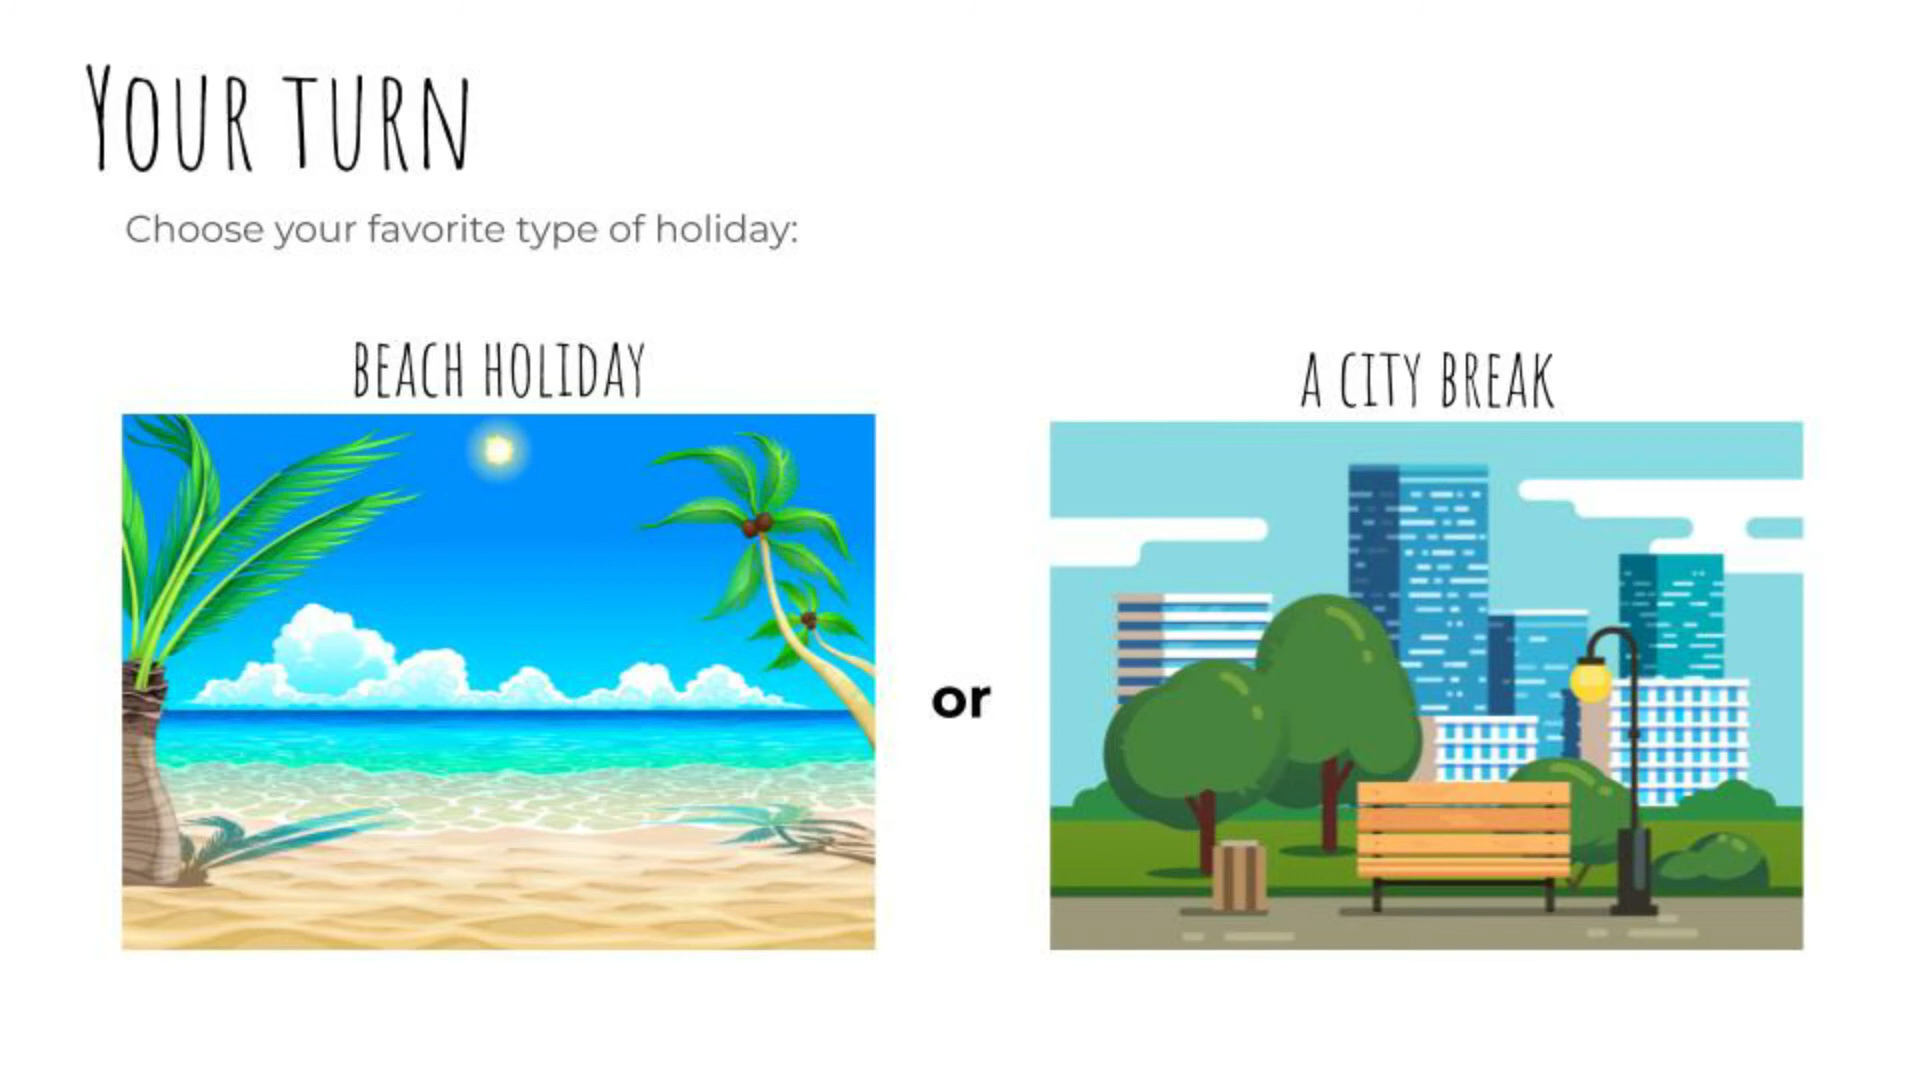 Your turn
Choose your favorite type of holiday:
BEACH HOLIDAY
A CITY BREAK
or